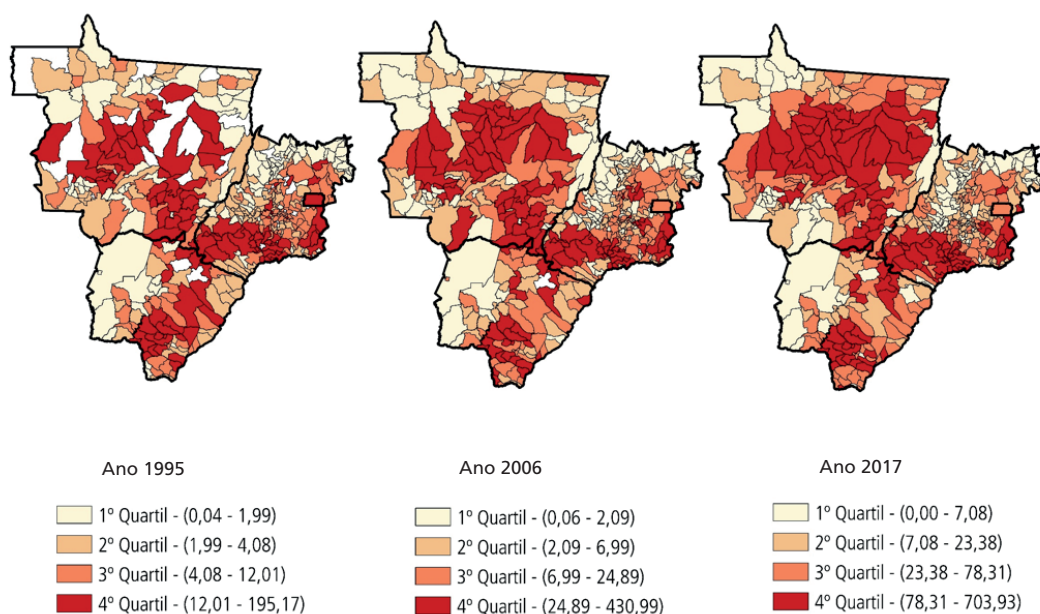 Ano 1995
1º Quartil - (0,04 - 1,99)
2º Quartil - (1,99 - 4,08)
3º Quartil - (4,08 - 12,01)
4º Quartil - (12,01 - 195,17)
Ano 2006
1º Quartil - (0,06 - 2,09)
2º Quartil - (2,09 - 6,99)
3º Quartil - (6,99 - 24,89)
4º Quartil - (24,89 - 430,99)
Ano 2017
1º Quartil - (0,00 - 7,08)
2º Quartil - (7,08 - 23,38)
3º Quartil - (23,38 - 78,31)
4º Quartil - (78,31 - 703,93)